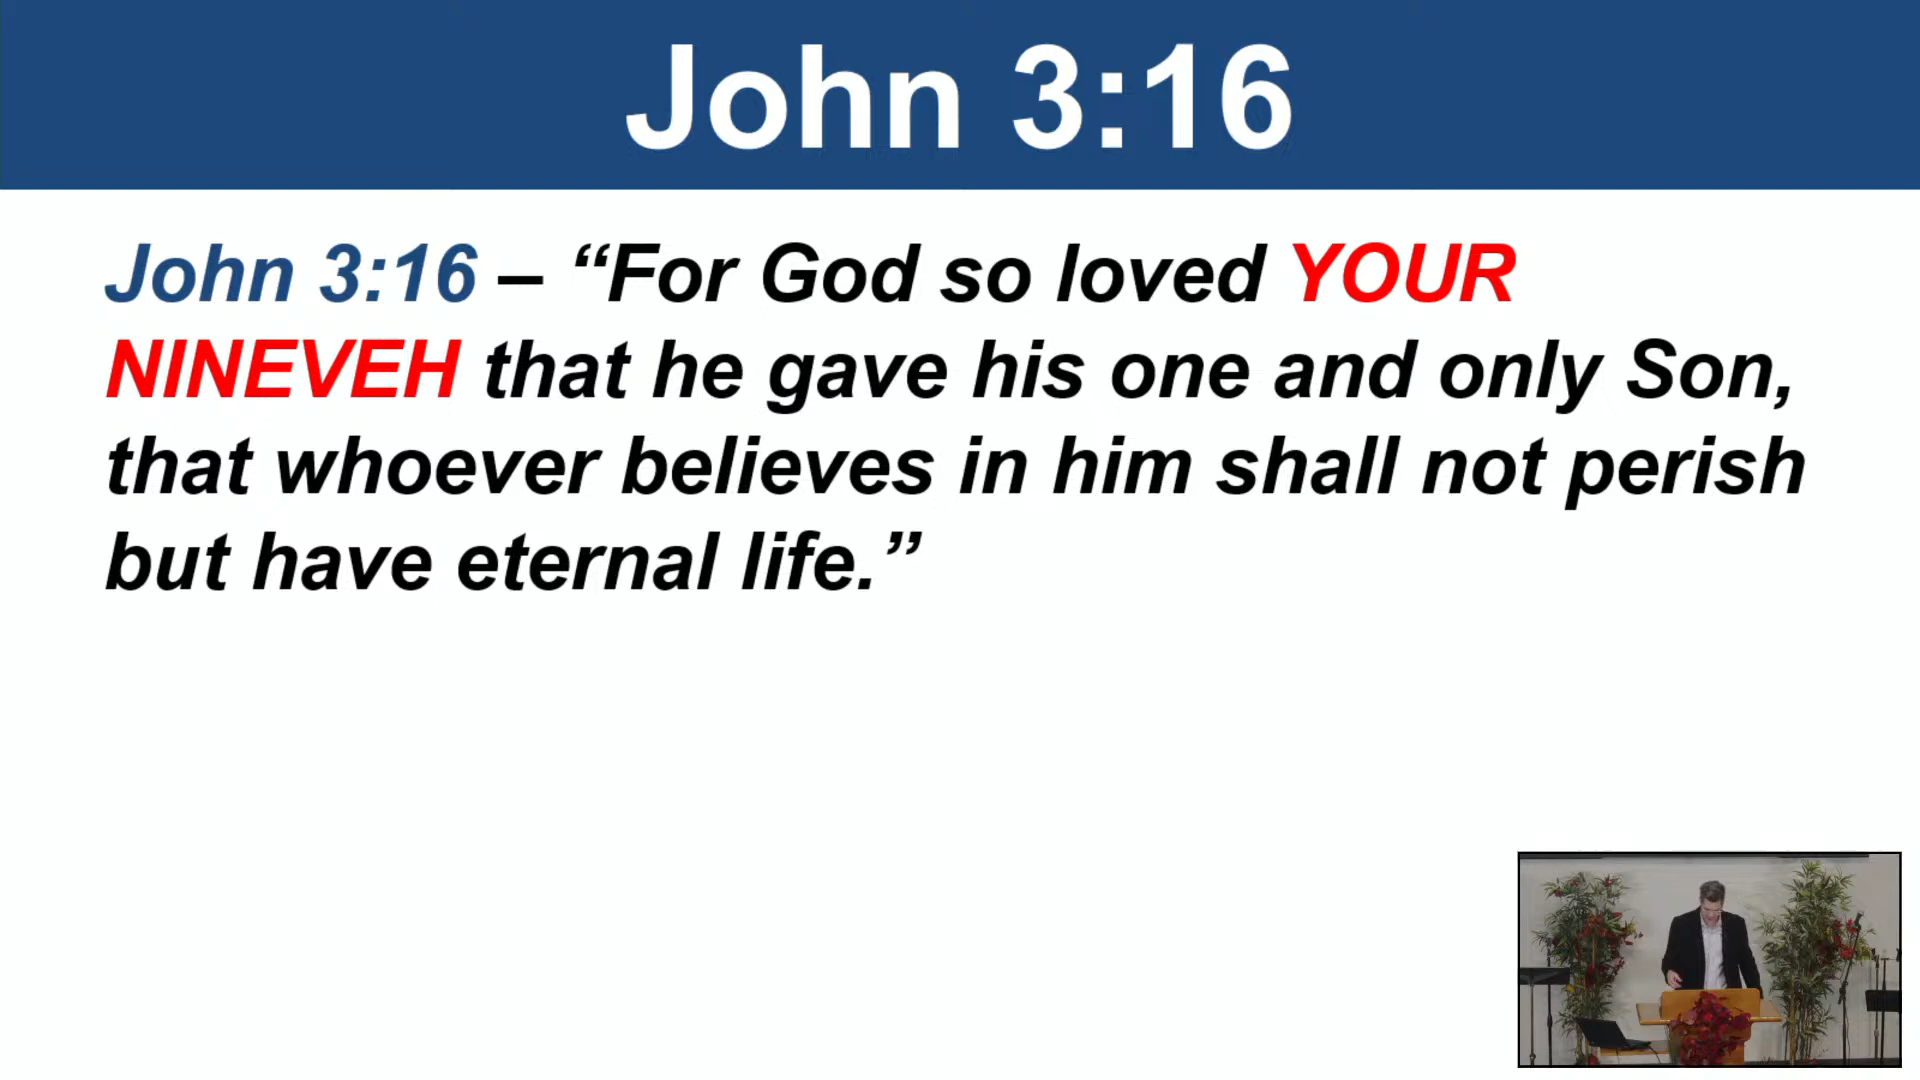 John 3:16
John 3:16 – “For God so loved YOUR
NINEVEH that he gave his one and only Son,
that whoever believes in him shall not perish
but have eternal life.”